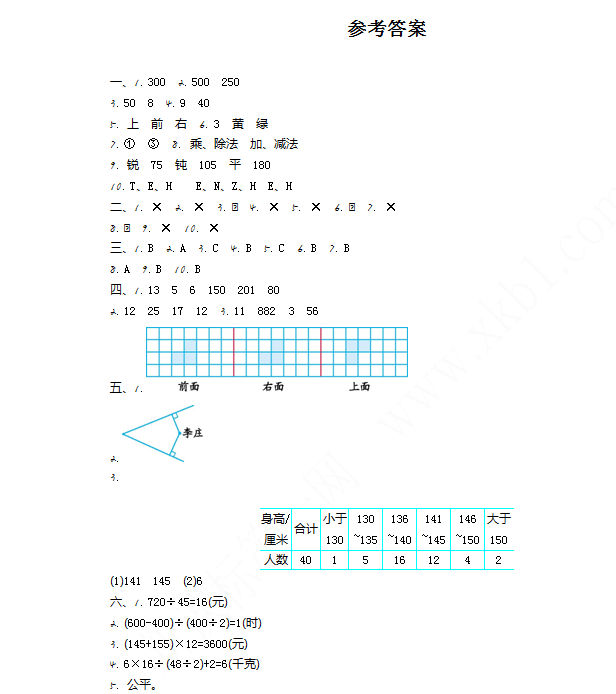 参考答案
一、1. 300 2. 500 250
3. 50 8 4. 9 40
5. 上 前 右 6. 3 黄 绿
7. ① ③ 8. 乘、除法 加、减法
9. 锐 75 钝 105 平 180
10. T、E、H E、N、Z、H E、H
二、1. × 2. × 3. 4. × 5. × 6. 7. ×
8. 9. × 10. ×
三、1. B 2. A 3. C 4. B 5. C 6. B 7. B
8. A 9. B 10. B
四、1. 13 5 6 150 201 80
2. 12 25 17 12 3. 11 882 3 56
五、1. 前面 右面 上面
李庄
2.
3.
身高/厘米 合计 小于130 130~135 136~140 141~145 146~150 大于150
人数 40 1 5 16 12 4 2
(1)141 145 (2)6
六、1. 720÷45=16(元)
2. (600-400)÷(400÷2)=1(时)
3. (145+155)×12=3600(元)
4. 6×16÷(48÷2)+2=6(千克)
5. 公平。
www.xkb1.com